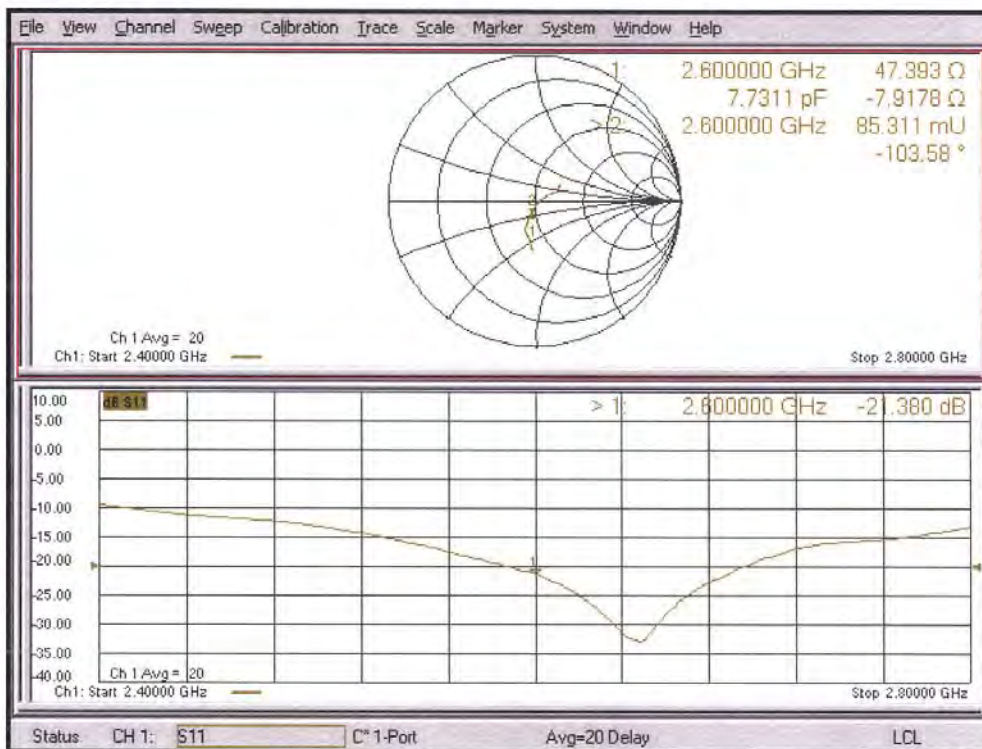 File View Channel Sweep Calibration Trace Scale Marker System Window Help
1: 2.600000 GHz 47.393 Ω
7.7311 pF -7.9178 Ω
> 2: 2.600000 GHz 85.311 mU
-103.58 °
1
Ch 1 Avg = 20
Ch1: Start 2.40000 GHz
Stop 2.80000 GHz
10.00
dB S11
> 1: 2.600000 GHz -21.380 dB
5.00
0.00
-5.00
-10.00
-15.00
-20.00
1
-25.00
-30.00
-35.00
-40.00
Ch 1 Avg = 20
Ch1: Start 2.40000 GHz
Stop 2.80000 GHz
Status CH 1: S11 C* 1-Port Avg=20 Delay LCL